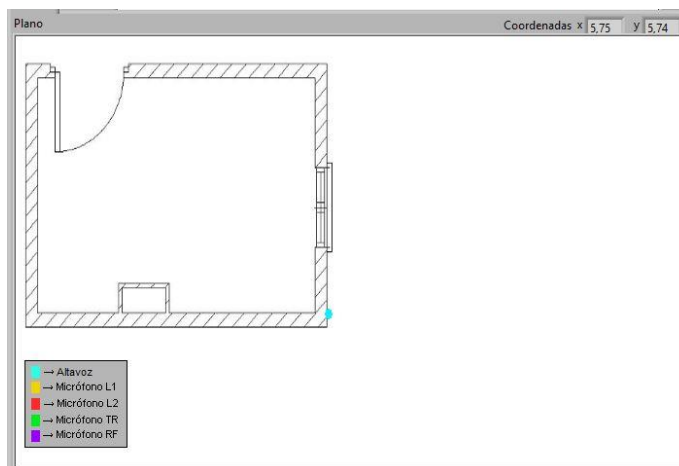 Plano Coordenadas x 5,75 y 5,74
→ Altavoz
→ Micrófono L1
→ Micrófono L2
→ Micrófono TR
→ Micrófono RF